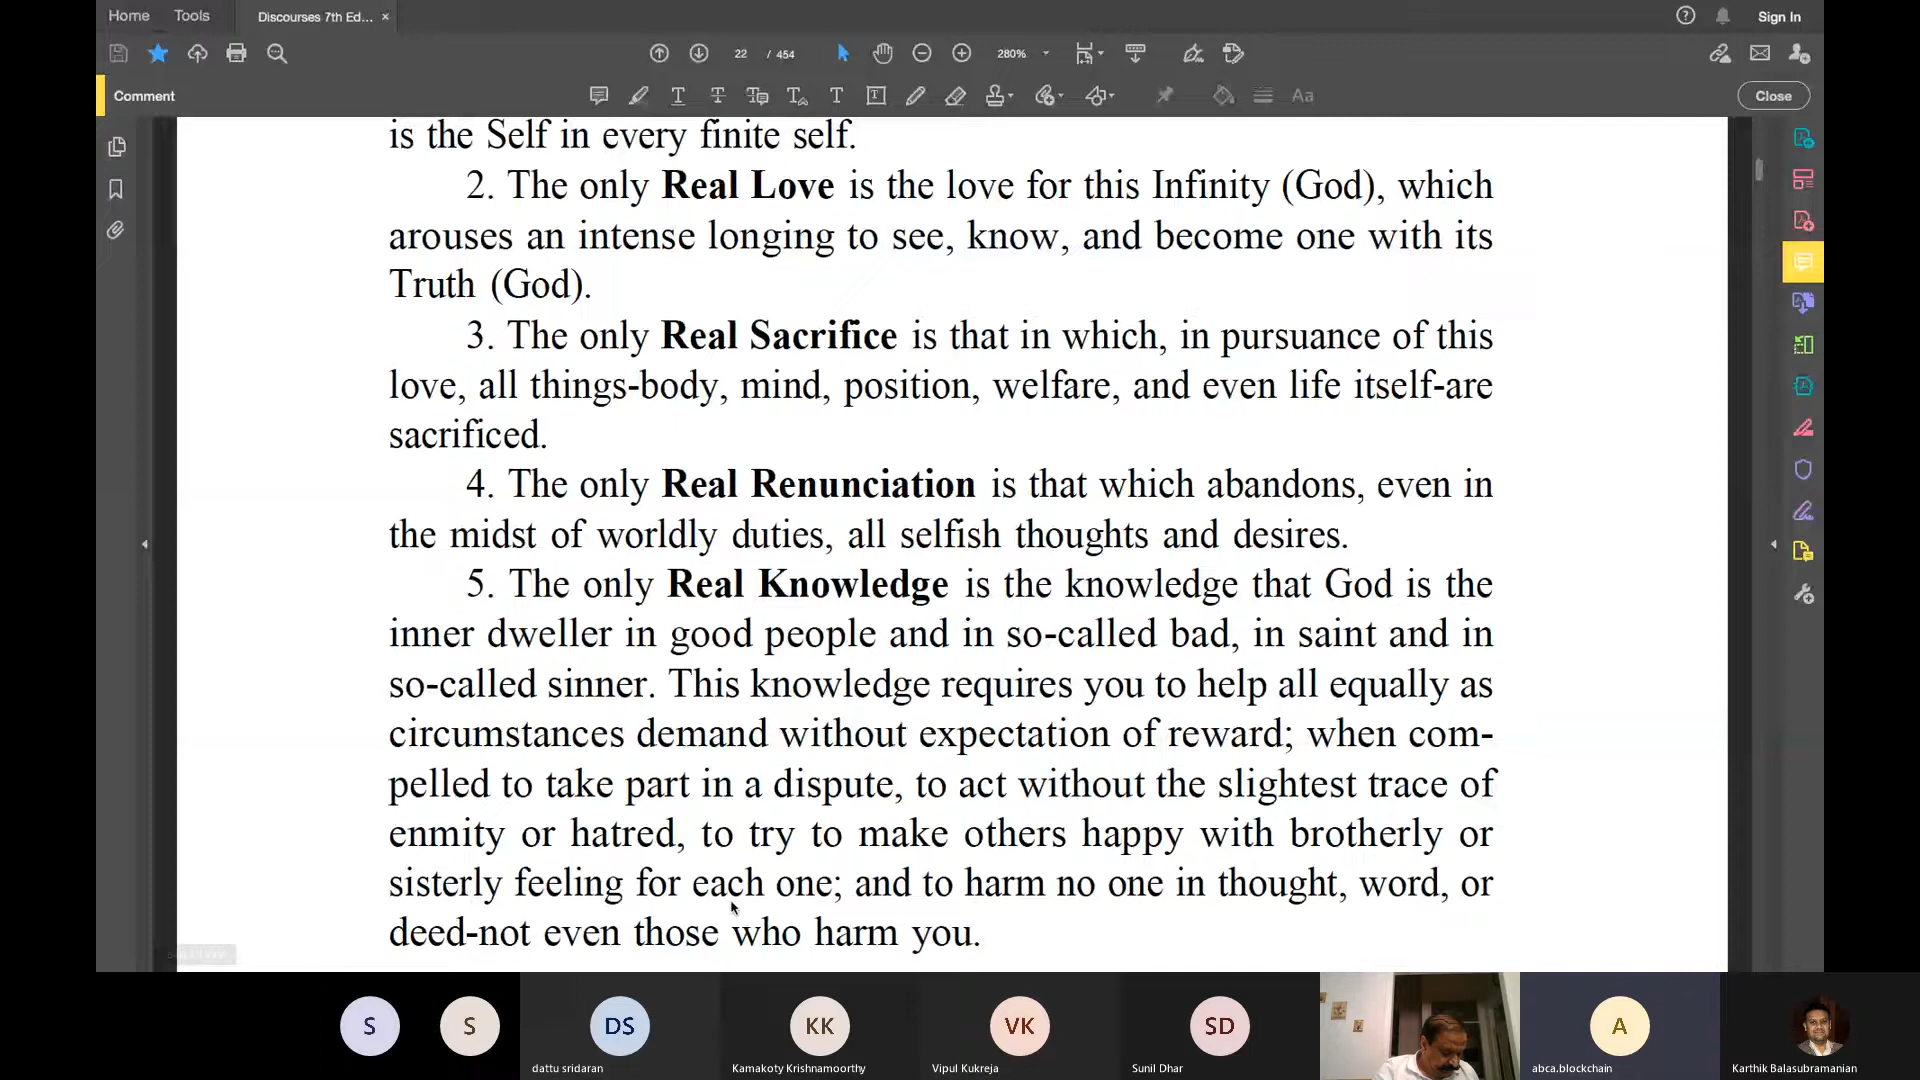 Home Tools Discourses 7th Ed... × Sign In
22 / 454 280%
Comment Close
is the Self in every finite self.
2. The only Real Love is the love for this Infinity (God), which
arouses an intense longing to see, know, and become one with its
Truth (God).
3. The only Real Sacrifice is that in which, in pursuance of this
love, all things-body, mind, position, welfare, and even life itself-are
sacrificed.
4. The only Real Renunciation is that which abandons, even in
the midst of worldly duties, all selfish thoughts and desires.
5. The only Real Knowledge is the knowledge that God is the
inner dweller in good people and in so-called bad, in saint and in
so-called sinner. This knowledge requires you to help all equally as
circumstances demand without expectation of reward; when com-
pelled to take part in a dispute, to act without the slightest trace of
enmity or hatred, to try to make others happy with brotherly or
sisterly feeling for each one; and to harm no one in thought, word, or
deed-not even those who harm you.
S S DS KK VK SD A
dattu sridaran Kamakoty Krishnamoorthy Vipul Kukreja Sunil Dhar abca.blockchain Karthik Balasubramanian